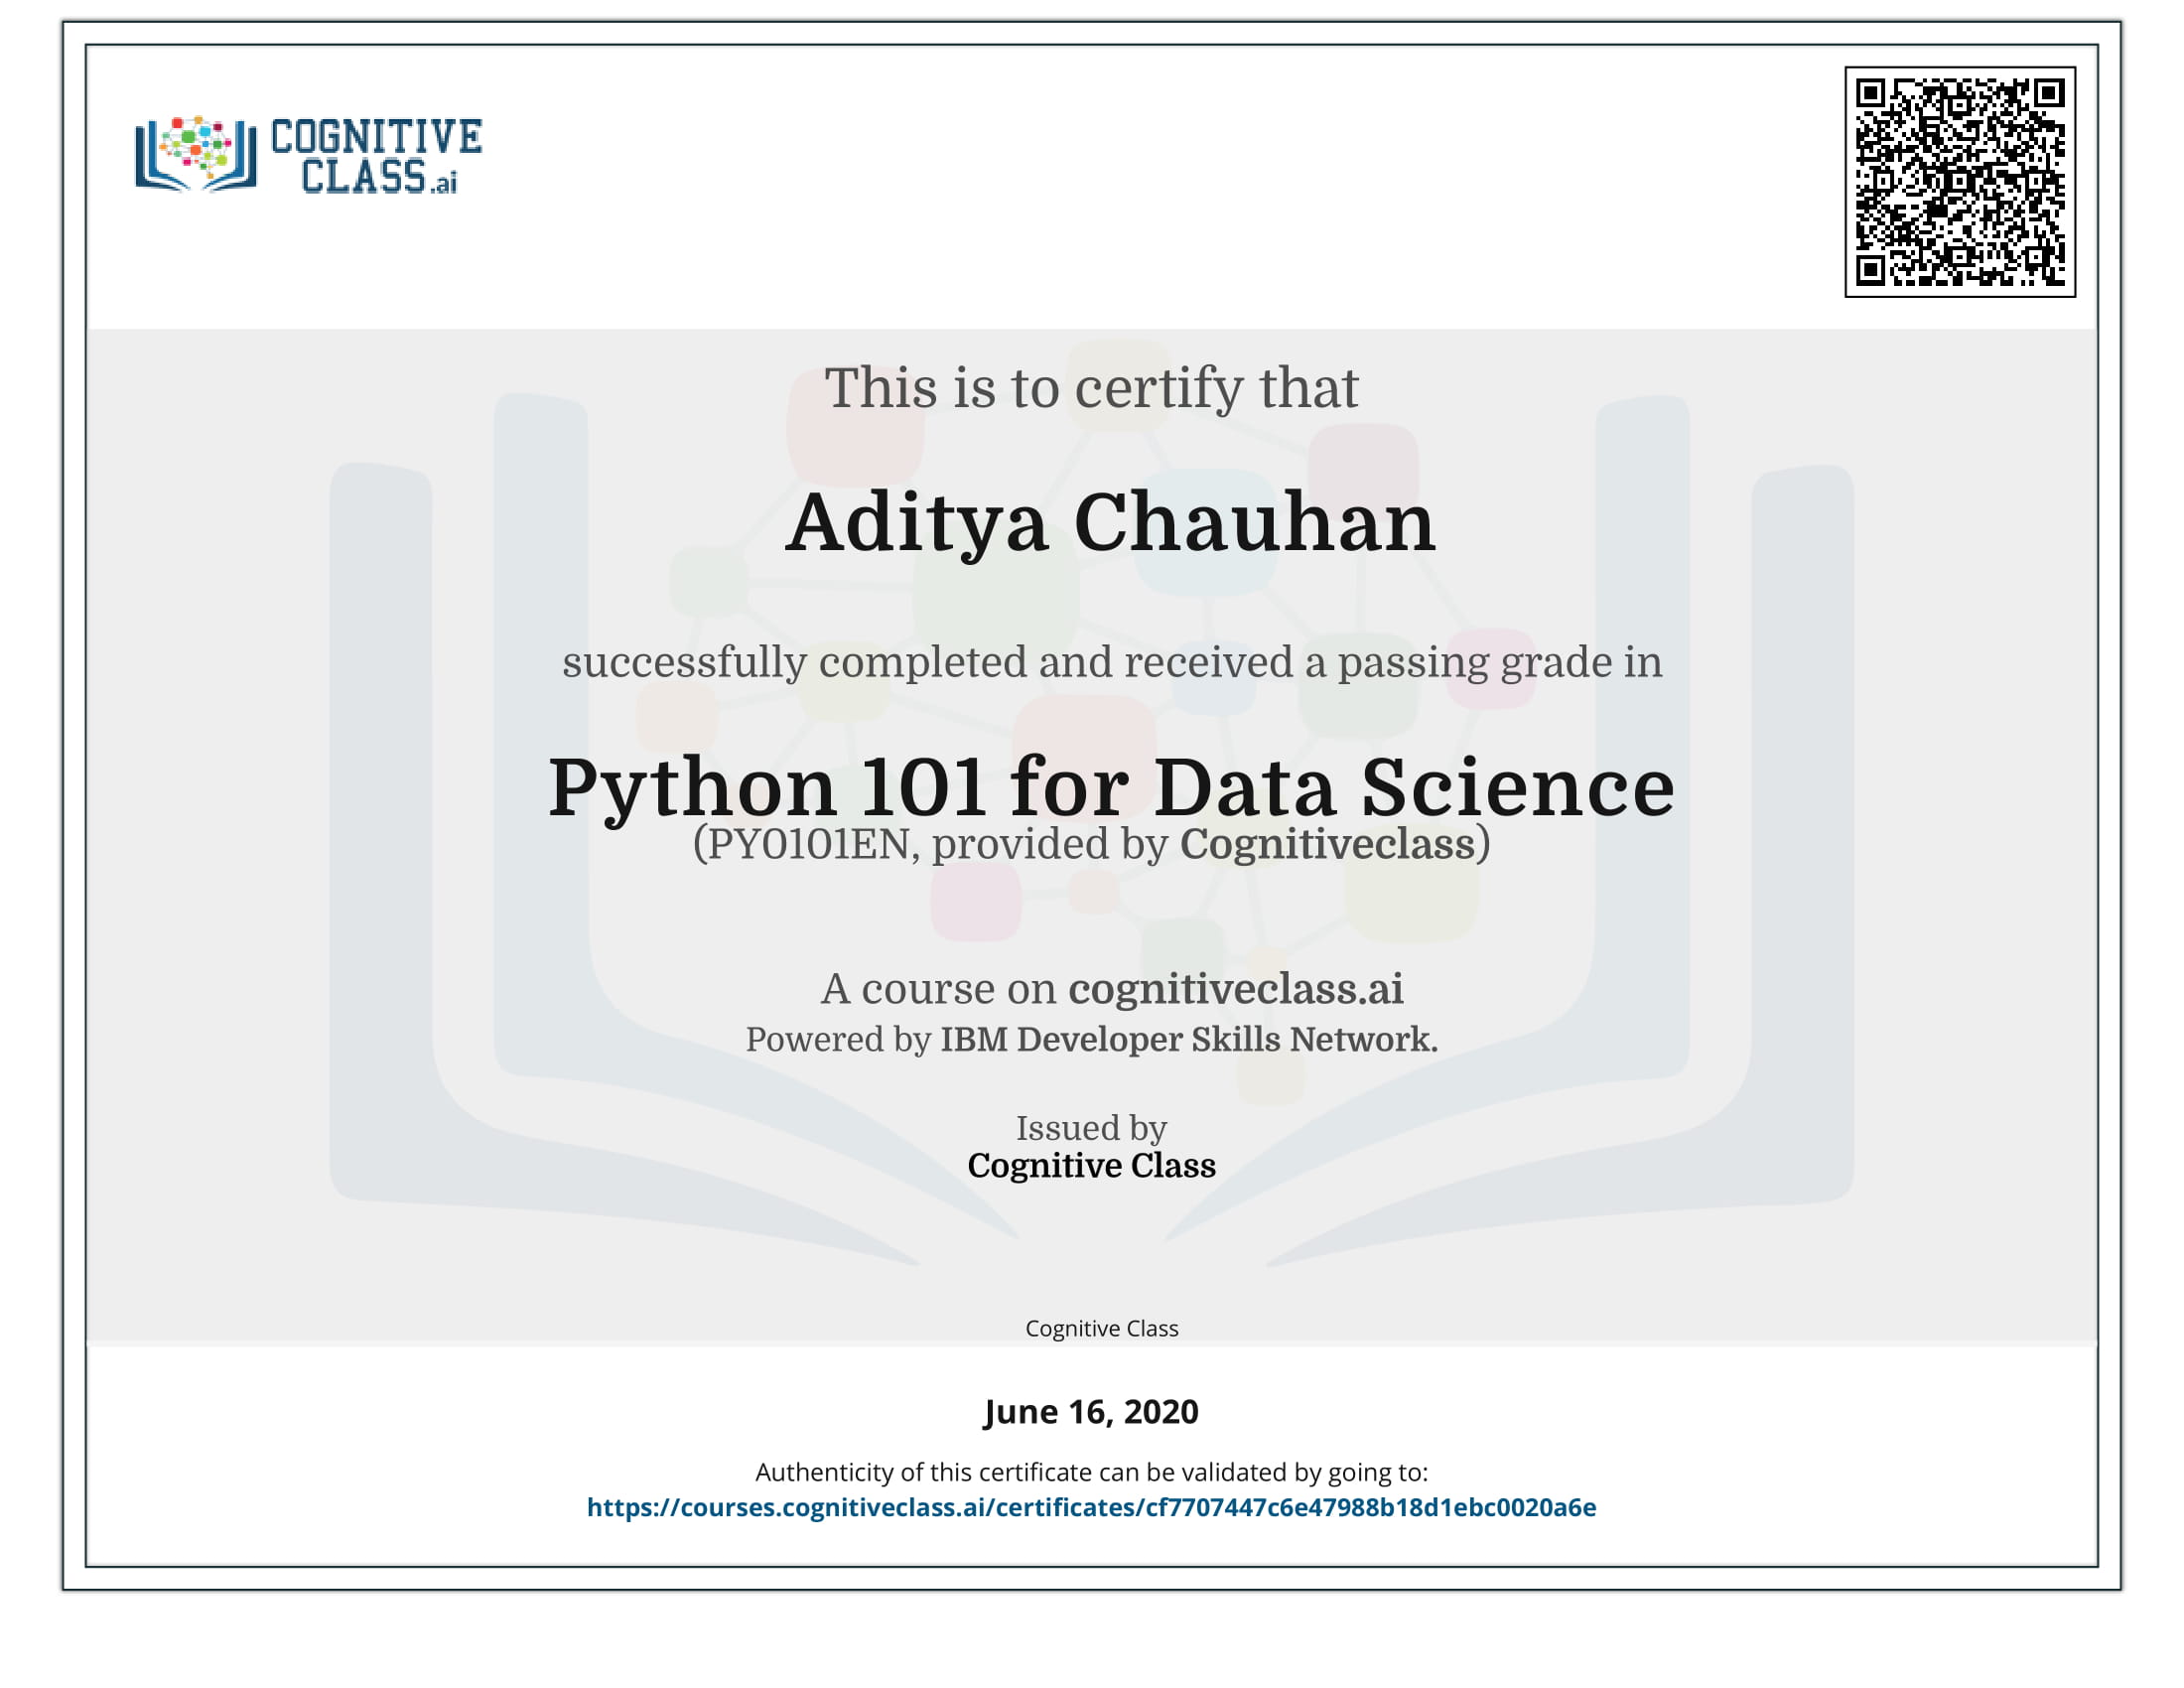 COGNITIVE
CLASS.ai
This is to certify that
Aditya Chauhan
successfully completed and received a passing grade in
Python 101 for Data Science
(PY0101EN, provided by Cognitiveclass)
A course on cognitiveclass.ai
Powered by IBM Developer Skills Network.
Issued by
Cognitive Class
Cognitive Class
June 16, 2020
Authenticity of this certificate can be validated by going to:
https://courses.cognitiveclass.ai/certificates/cf7707447c6e47988b18d1ebc0020a6e